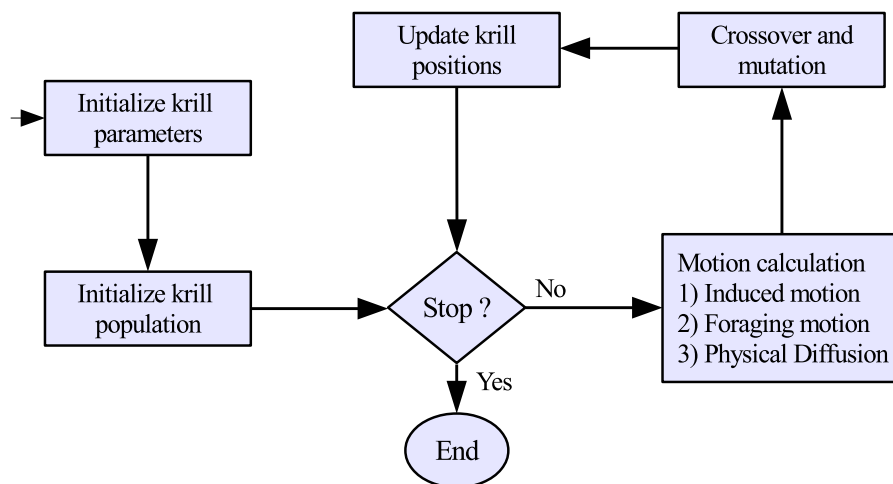 Initialize krill
parameters
Initialize krill
population
Update krill
positions
Crossover and
mutation
Stop ?
No
Yes
Motion calculation
1) Induced motion
2) Foraging motion
3) Physical Diffusion
End